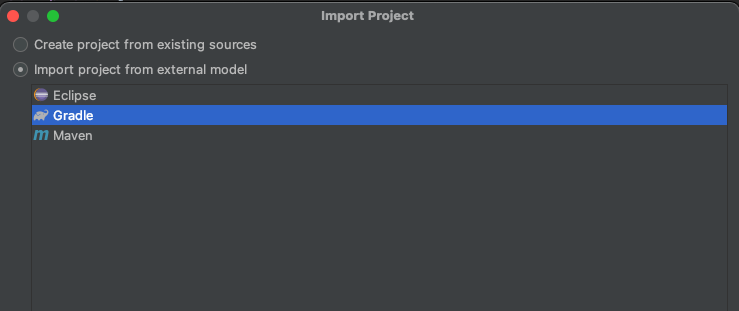 Import Project
Create project from existing sources
Import project from external model
Eclipse
Gradle
Maven